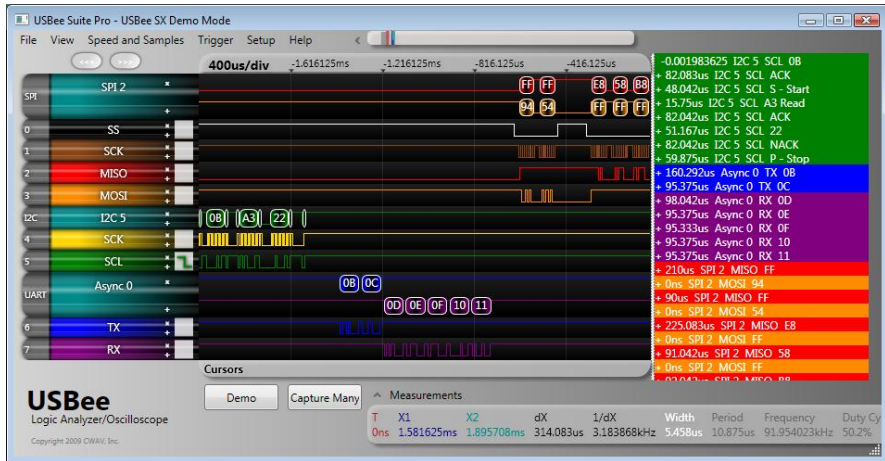 USBee Suite Pro - USBee SX Demo Mode
File View Speed and Samples Trigger Setup Help <
<<< >>>
400us/div -1.616125ms -1.216125ms -816.125us -416.125us
SPI SPI 2
FF FF E8 58 B8
94 54 FF FF FF
0 SS
1 SCK
2 MISO
3 MOSI
I2C I2C 5 0B A3 22
4 SCK
5 SCL
UART Async 0
0B 0C
0D 0E 0F 10 11
6 TX
7 RX
Cursors
-0.001983625 I2C 5 SCL 0B
+ 82.083us I2C 5 SCL ACK
+ 48.042us I2C 5 SCL S - Start
+ 15.75us I2C 5 SCL A3 Read
+ 82.042us I2C 5 SCL ACK
+ 51.167us I2C 5 SCL 22
+ 82.042us I2C 5 SCL NACK
+ 59.875us I2C 5 SCL P - Stop
+ 160.292us Async 0 TX 0B
+ 95.375us Async 0 TX 0C
+ 98.042us Async 0 RX 0D
+ 95.375us Async 0 RX 0E
+ 95.333us Async 0 RX 0F
+ 95.375us Async 0 RX 10
+ 95.375us Async 0 RX 11
+ 210us SPI 2 MISO FF
+ 0ns SPI 2 MOSI 94
+ 90us SPI 2 MISO FF
+ 0ns SPI 2 MOSI 54
+ 225.083us SPI 2 MISO E8
+ 0ns SPI 2 MOSI FF
+ 91.042us SPI 2 MISO 58
+ 0ns SPI 2 MOSI FF
USBee
Logic Analyzer/Oscilloscope
Copyright 2009 CWAV, Inc.
Demo Capture Many
Measurements
T X1 X2 dX 1/dX Width Period Frequency Duty Cy
0ns 1.581625ms 1.895708ms 314.083us 3.183868kHz 5.458us 10.875us 91.954023kHz 50.2%